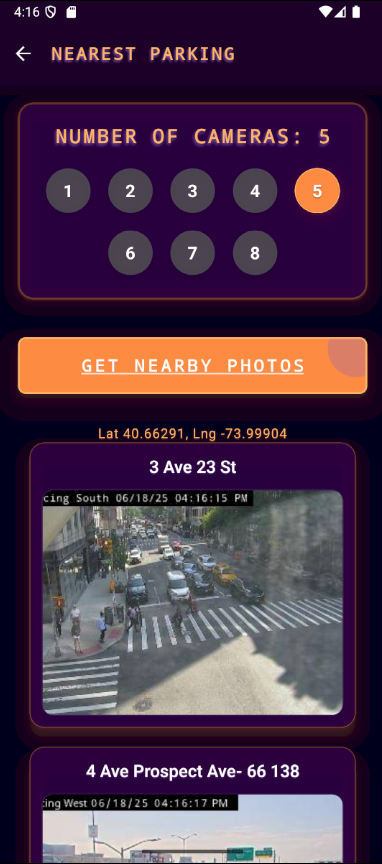 4:16
NEAREST PARKING
NUMBER OF CAMERAS: 5
1 2 3 4 5
6 7 8
GET NEARBY PHOTOS
Lat 40.66291, Lng -73.99904
3 Ave 23 St
cing South 06/18/25 04:16:15 PM
4 Ave Prospect Ave- 66 138
ing West 06/18/25 04:16:17 PM